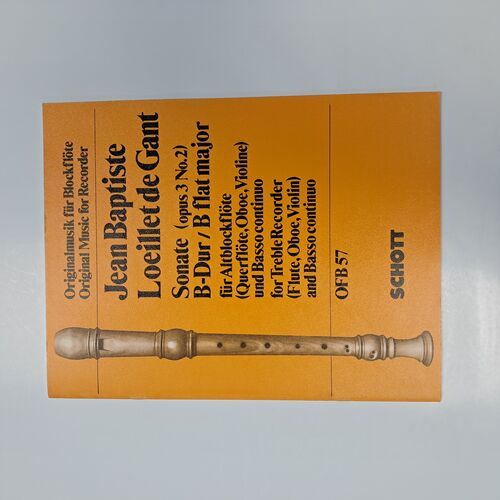 Originalmusik für Blockflöte
Original Music for Recorder
Jean Baptiste
Loeillet de Gant
Sonate (opus 3 No.2)
B-Dur / B flat major
für Altblockflöte
(Querflöte, Oboe, Violine)
und Basso continuo
for Treble Recorder
(Flute, Oboe, Violin)
and Basso continuo
OFB 57
SCHOTT